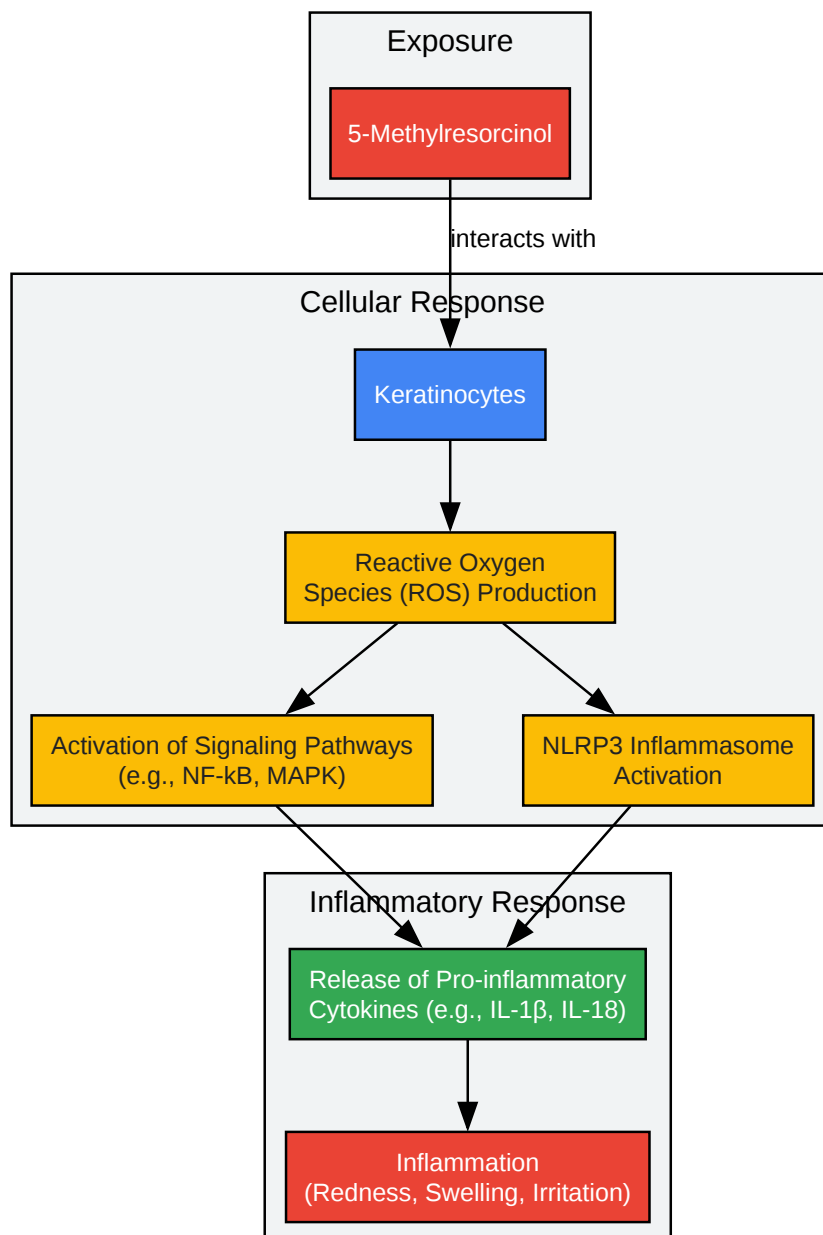 Exposure
5-Methylresorcinol
interacts with
Cellular Response
Keratinocytes
Reactive Oxygen
Species (ROS) Production
Activation of Signaling Pathways
(e.g., NF-kB, MAPK)
NLRP3 Inflammasome
Activation
Inflammatory Response
Release of Pro-inflammatory
Cytokines (e.g., IL-1β, IL-18)
Inflammation
(Redness, Swelling, Irritation)